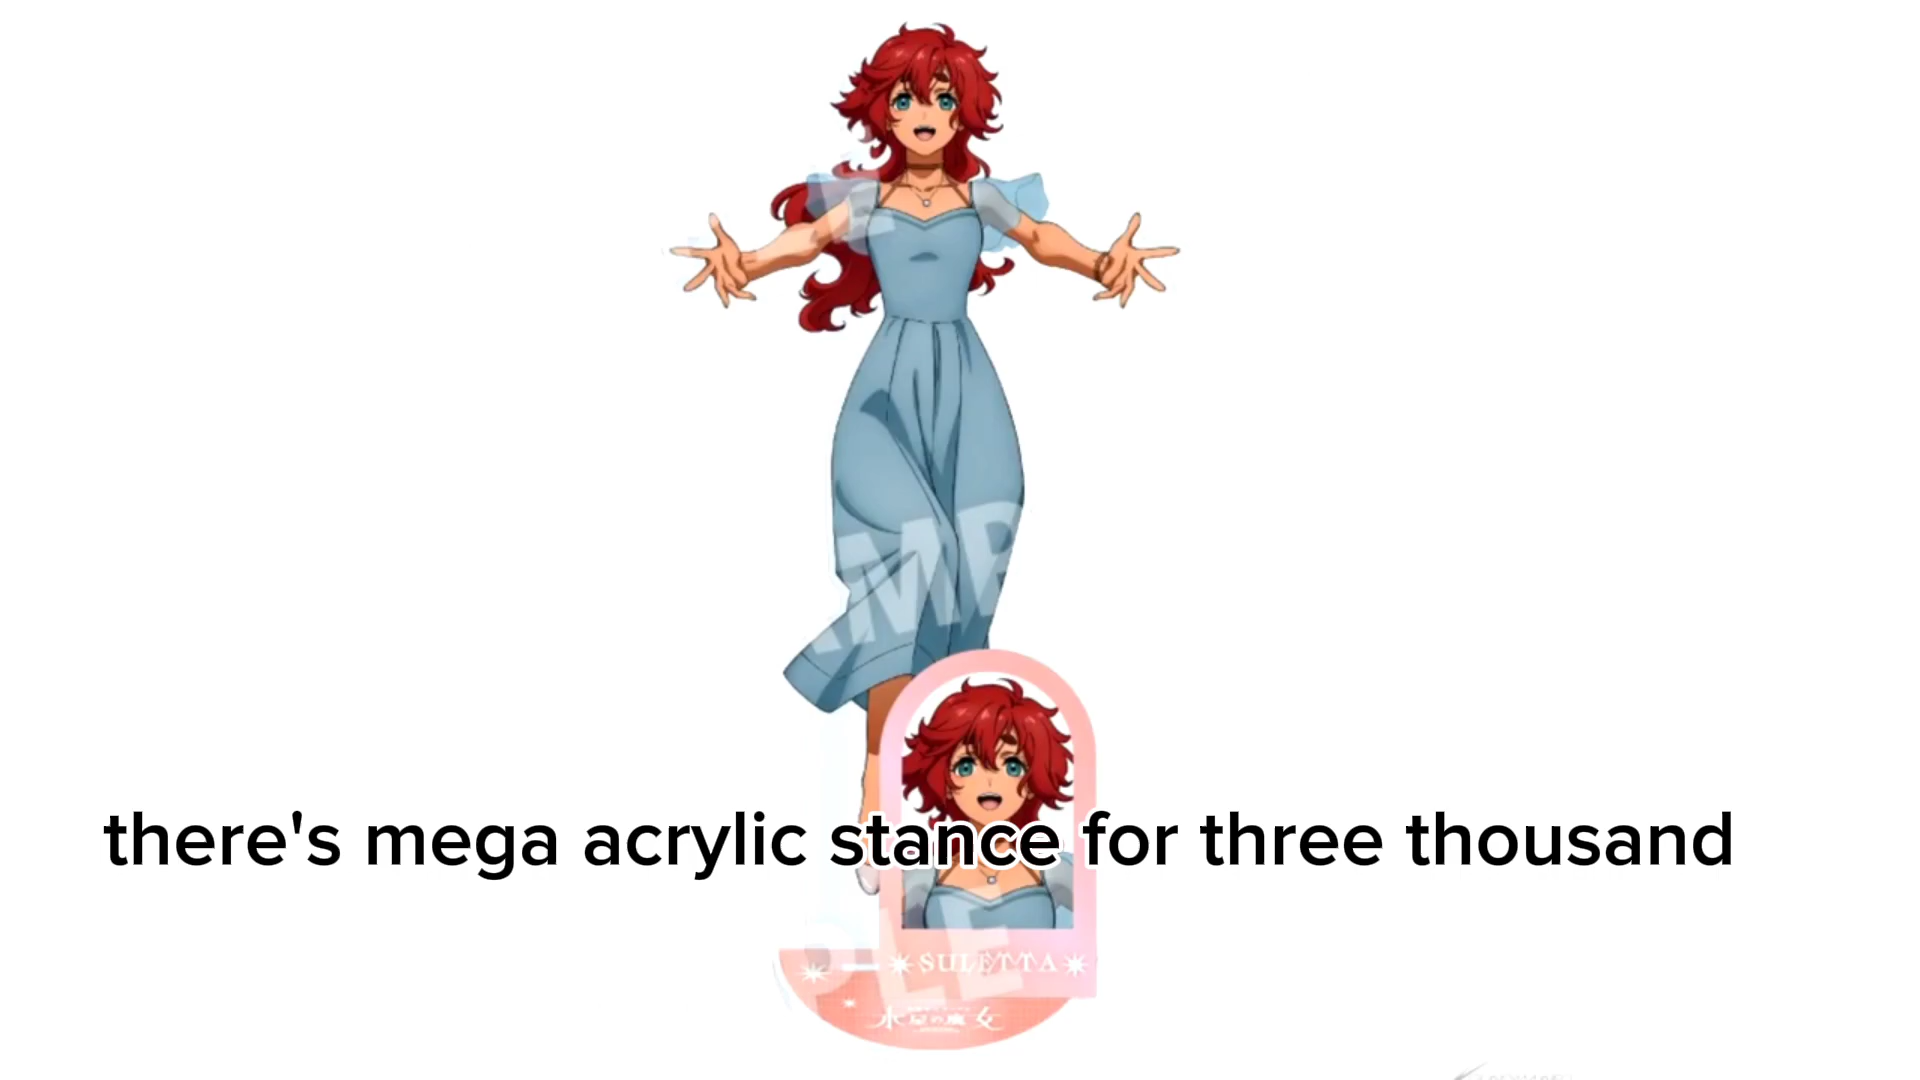 there's mega acrylic stance for three thousand
SULETTA
水星の魔女